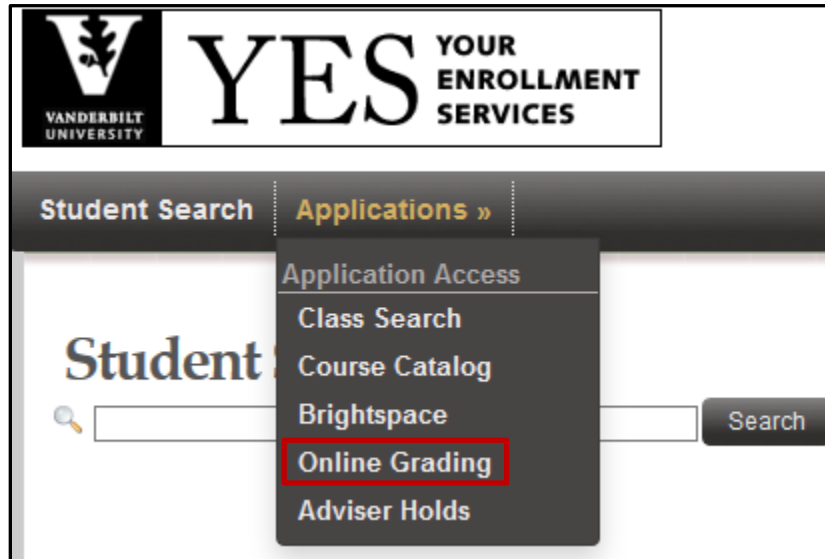 VANDERBILT
UNIVERSITY
YES
YOUR
ENROLLMENT
SERVICES
Student Search
Applications »
Application Access
Class Search
Course Catalog
Brightspace
Online Grading
Adviser Holds
Student
Search